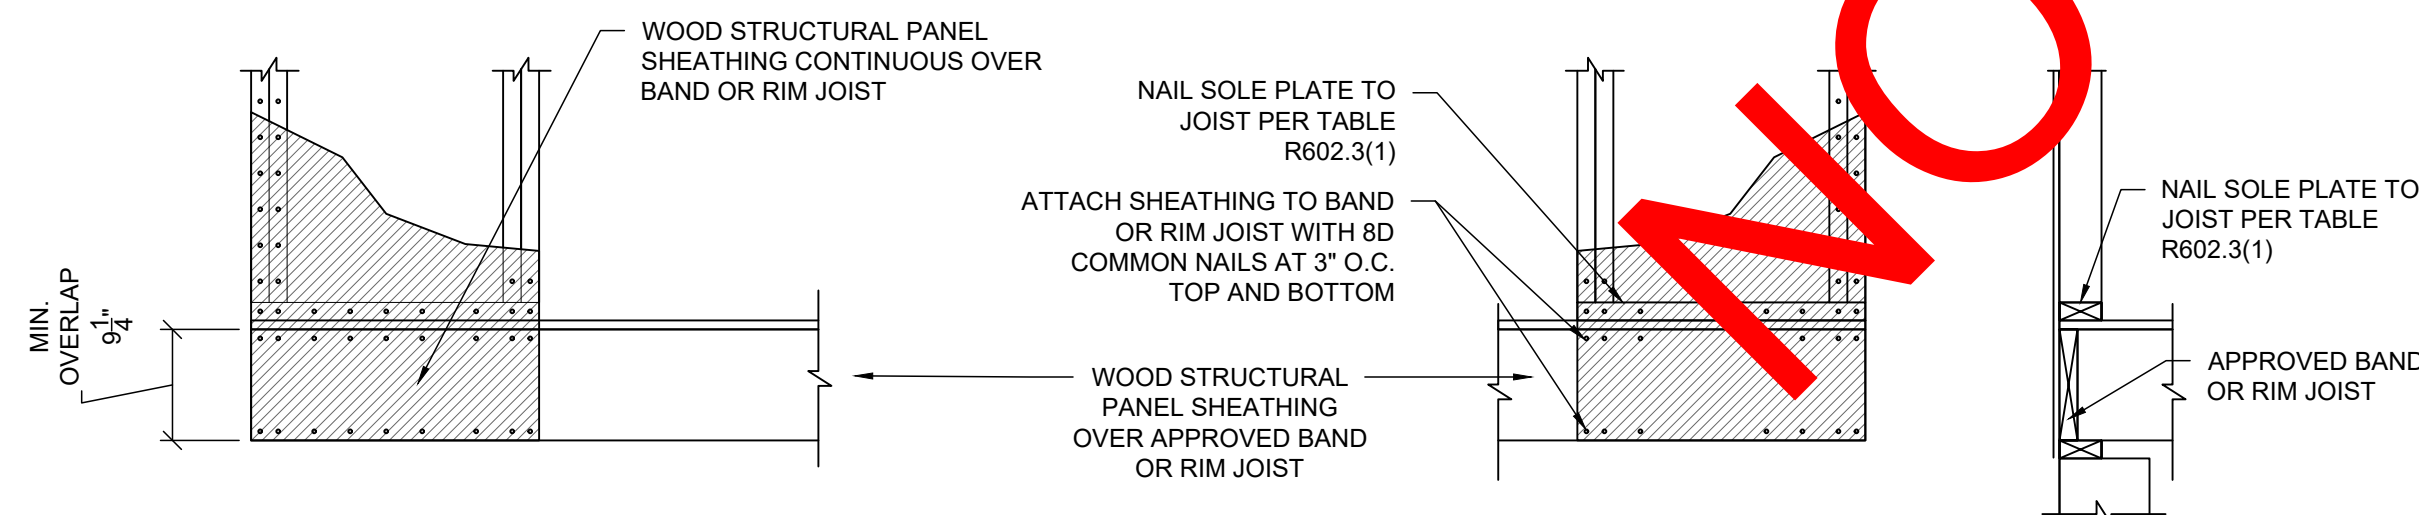 WOOD STRUCTURAL PANEL
SHEATHING CONTINUOUS OVER
BAND OR RIM JOIST
MIN.
OVERLAP
9 1/4"
NAIL SOLE PLATE TO
JOIST PER TABLE
R602.3(1)
ATTACH SHEATHING TO BAND
OR RIM JOIST WITH 8D
COMMON NAILS AT 3" O.C.
TOP AND BOTTOM
WOOD STRUCTURAL
PANEL SHEATHING
OVER APPROVED BAND
OR RIM JOIST
NO
NAIL SOLE PLATE TO
JOIST PER TABLE
R602.3(1)
APPROVED BAND
OR RIM JOIST